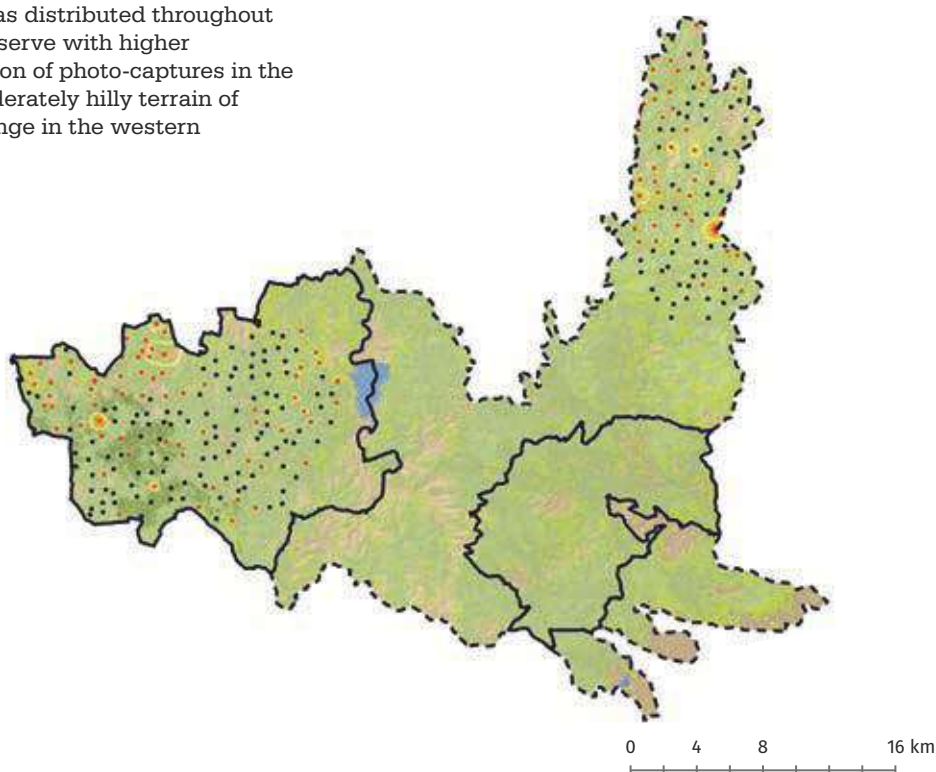 as distributed throughout
serve with higher
on of photo-captures in the
derately hilly terrain of
nge in the western
0 4 8 16 km